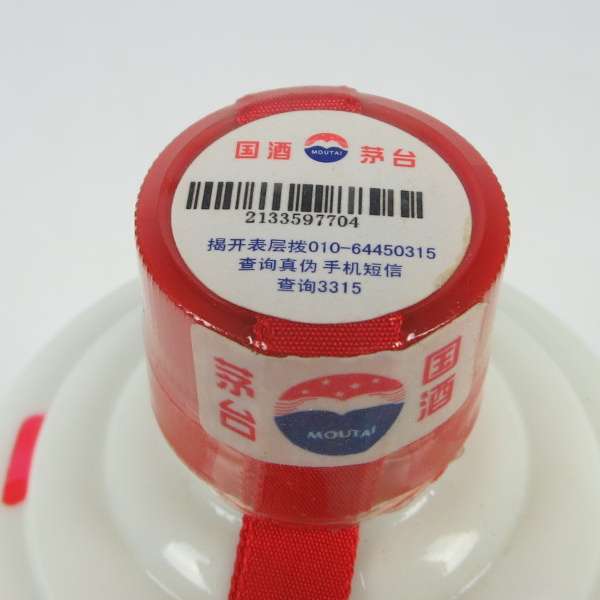 国酒 MOUTAI 茅台
2133597704
揭开表层拨010-64450315
查询真伪 手机短信
查询3315
茅台 MOUTAI 国酒